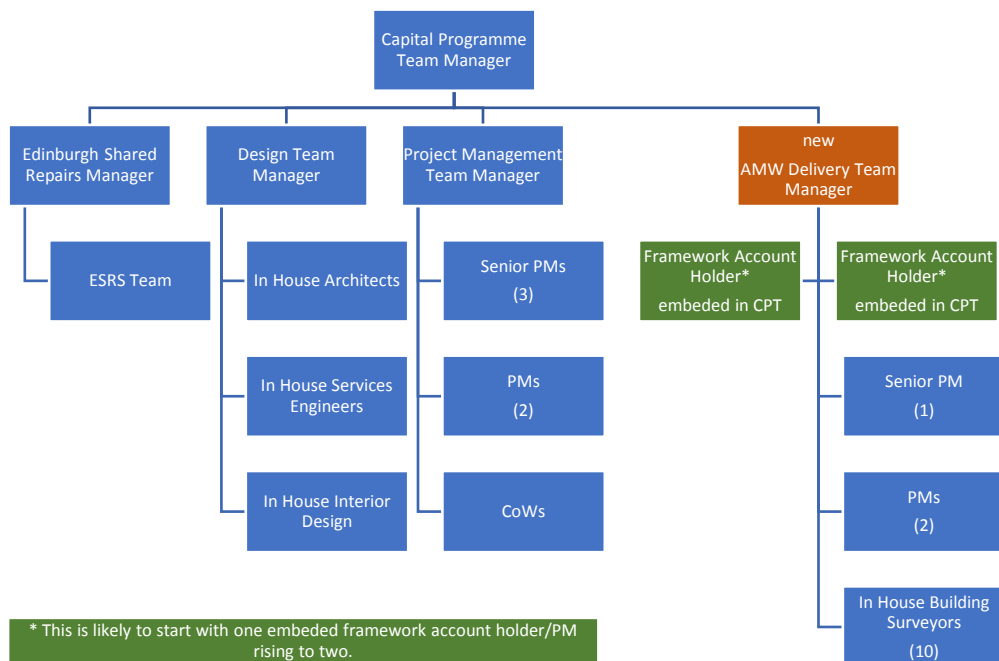 Capital Programme
Team Manager
Edinburgh Shared
Repairs Manager
Design Team
Manager
Project Management
Team Manager
new
AMW Delivery Team
Manager
ESRS Team
In House Architects
Senior PMs
(3)
Framework Account
Holder*
embeded in CPT
Framework Account
Holder*
embeded in CPT
In House Services
Engineers
PMs
(2)
Senior PM
(1)
In House Interior
Design
CoWs
PMs
(2)
In House Building
Surveyors
(10)
* This is likely to start with one embeded framework account holder/PM
rising to two.